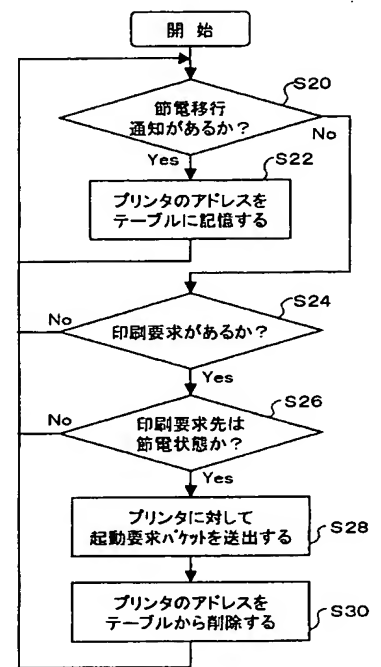 開 始
S20
節電移行
通知があるか？
No
Yes
S22
プリンタのアドレスを
テーブルに記憶する
S24
No
印刷要求があるか？
Yes
S26
No
印刷要求先は
節電状態か？
Yes
プリンタに対して
起動要求ﾊﾟｹｯﾄを送出する
S28
プリンタのアドレスを
テーブルから削除する
S30